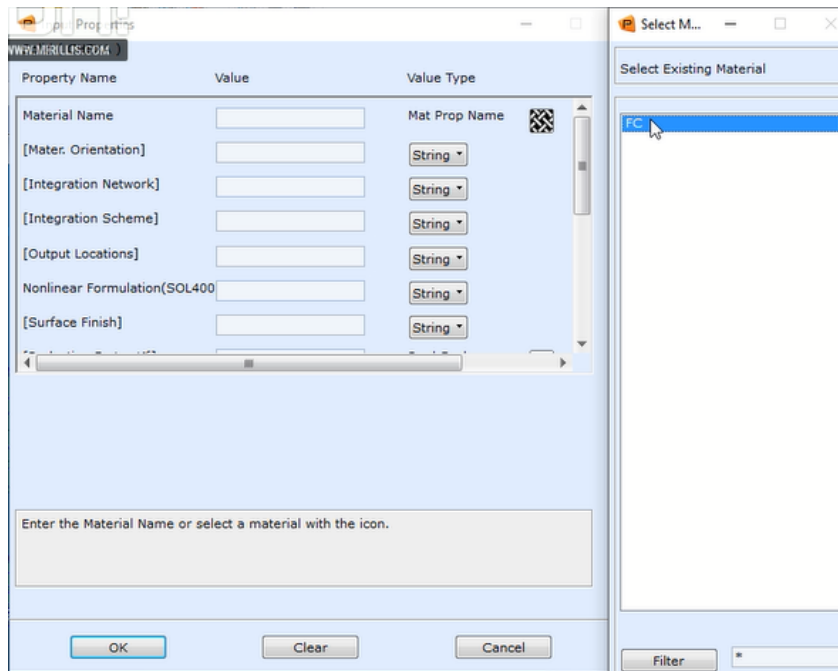 Select M...
WWW.MIRILLIS.COM
Select Existing Material
Property Name Value Value Type
Material Name Mat Prop Name
FC
[Mater. Orientation] String
[Integration Network] String
[Integration Scheme] String
[Output Locations] String
Nonlinear Formulation(SOL400 String
[Surface Finish] String
Enter the Material Name or select a material with the icon.
OK Clear Cancel
Filter *